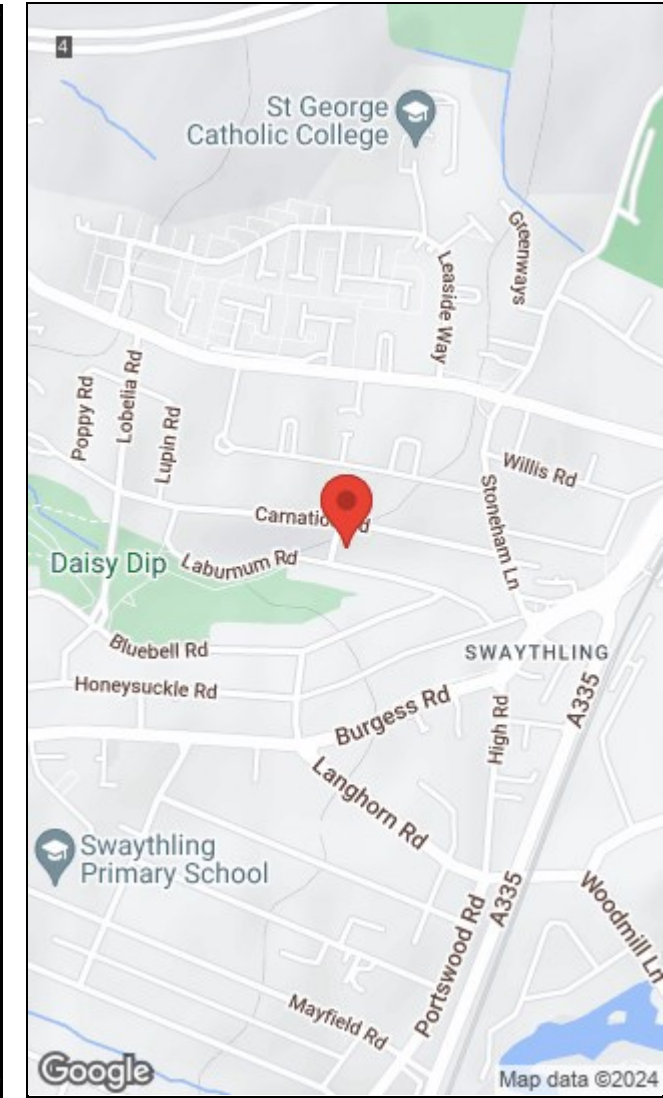 4
St George
Catholic College
Greenways
Leaside Way
Poppy Rd
Lobelia Rd
Lupin Rd
Willis Rd
Stoneham Ln
Carnation Rd
Daisy Dip
Laburnum Rd
Bluebell Rd
SWAYTHLING
Honeysuckle Rd
Burgess Rd
High Rd
A335
Langhorn Rd
Swaythling
Primary School
Portswood Rd
A335
Woodmill Ln
Mayfield Rd
Google
Map data ©2024